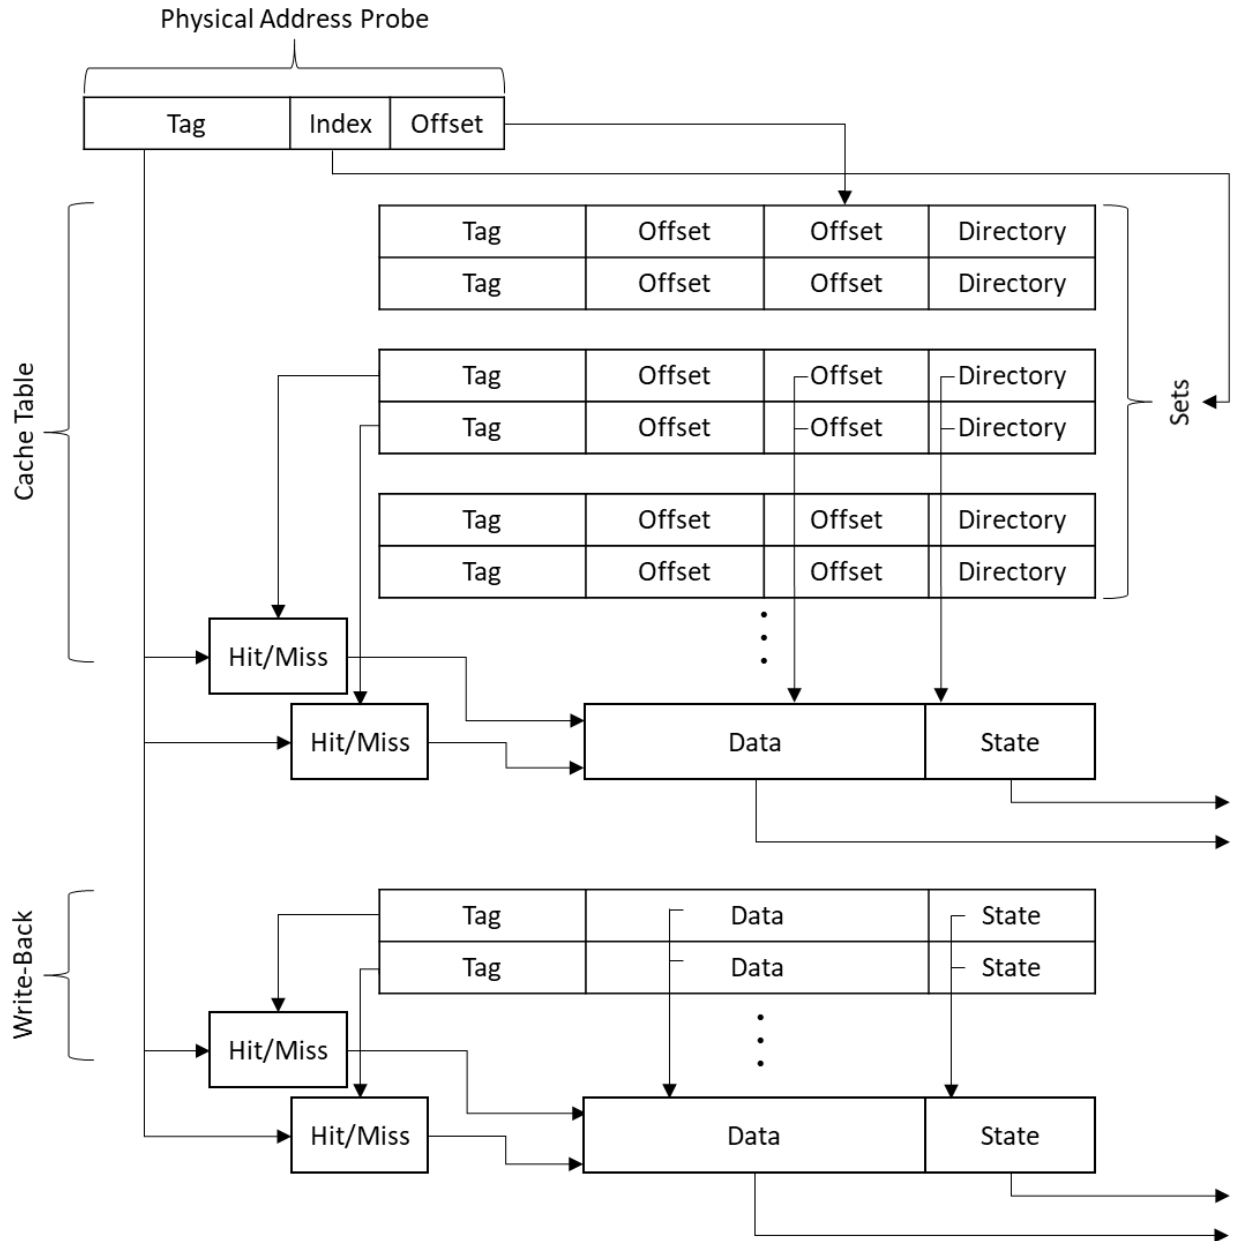 Physical Address Probe
Tag Index Offset
Cache Table
Tag Offset Offset Directory
Tag Offset Offset Directory
Tag Offset Offset Directory
Tag Offset Offset Directory
Sets
Tag Offset Offset Directory
Tag Offset Offset Directory
Hit/Miss
Hit/Miss Data State
Write-Back
Tag Data State
Tag Data State
Hit/Miss
Hit/Miss Data State